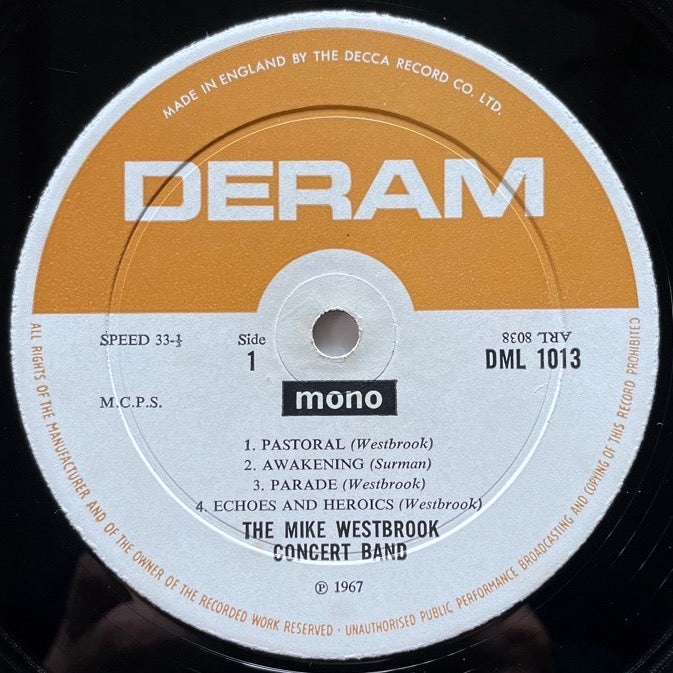 MADE IN ENGLAND BY THE DECCA RECORD CO. LTD.
DERAM
SPEED 33-⅓
Side
1
ARL 8038
DML 1013
M.C.P.S.
mono
1. PASTORAL (Westbrook)
2. AWAKENING (Surman)
3. PARADE (Westbrook)
4. ECHOES AND HEROICS (Westbrook)
THE MIKE WESTBROOK
CONCERT BAND
℗ 1967
ALL RIGHTS OF THE MANUFACTURER AND OF THE OWNER OF THE RECORDED WORK RESERVED · UNAUTHORISED PUBLIC PERFORMANCE BROADCASTING AND COPYING OF THIS RECORD PROHIBITED